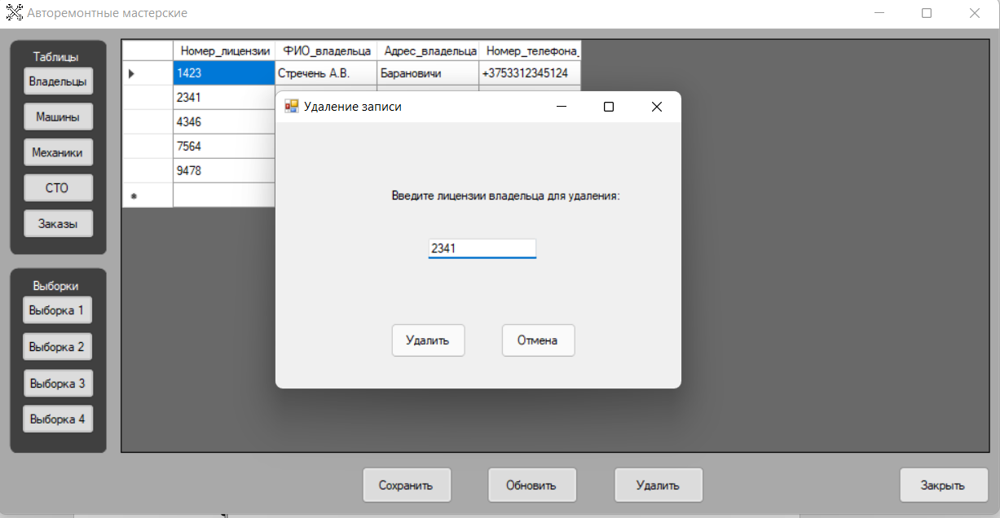 Авторемонтные мастерские
Таблицы
Владельцы
Машины
Механики
СТО
Заказы
Выборки
Выборка 1
Выборка 2
Выборка 3
Выборка 4
Номер_лицензии ФИО_владельца Адрес_владельца Номер_телефона_
1423 Стречень А.В. Барановичи +3753312345124
2341
4346
7564
9478
Удаление записи
Введите лицензии владельца для удаления:
2341
Удалить Отмена
Сохранить Обновить Удалить Закрыть